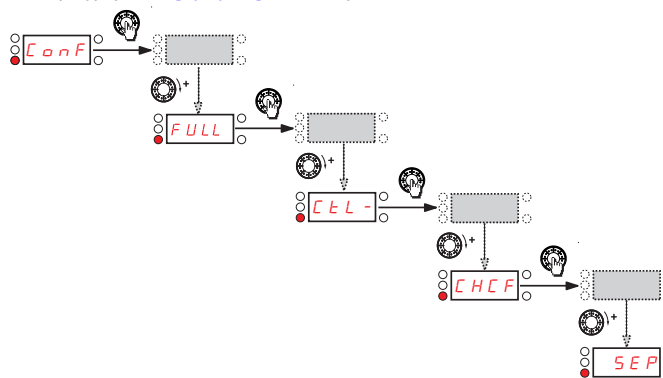 ConF
+
FULL
+
CtL-
+
CHCF
+
SEP